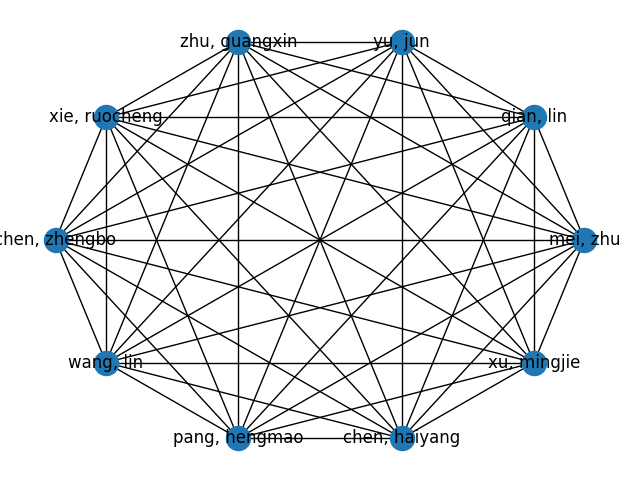 zhu, guangxin
yu, jun
xie, ruocheng
qian, lin
chen, zhengbo
mei, zhu
wang, lin
xu, mingjie
pang, hengmao
chen, haiyang